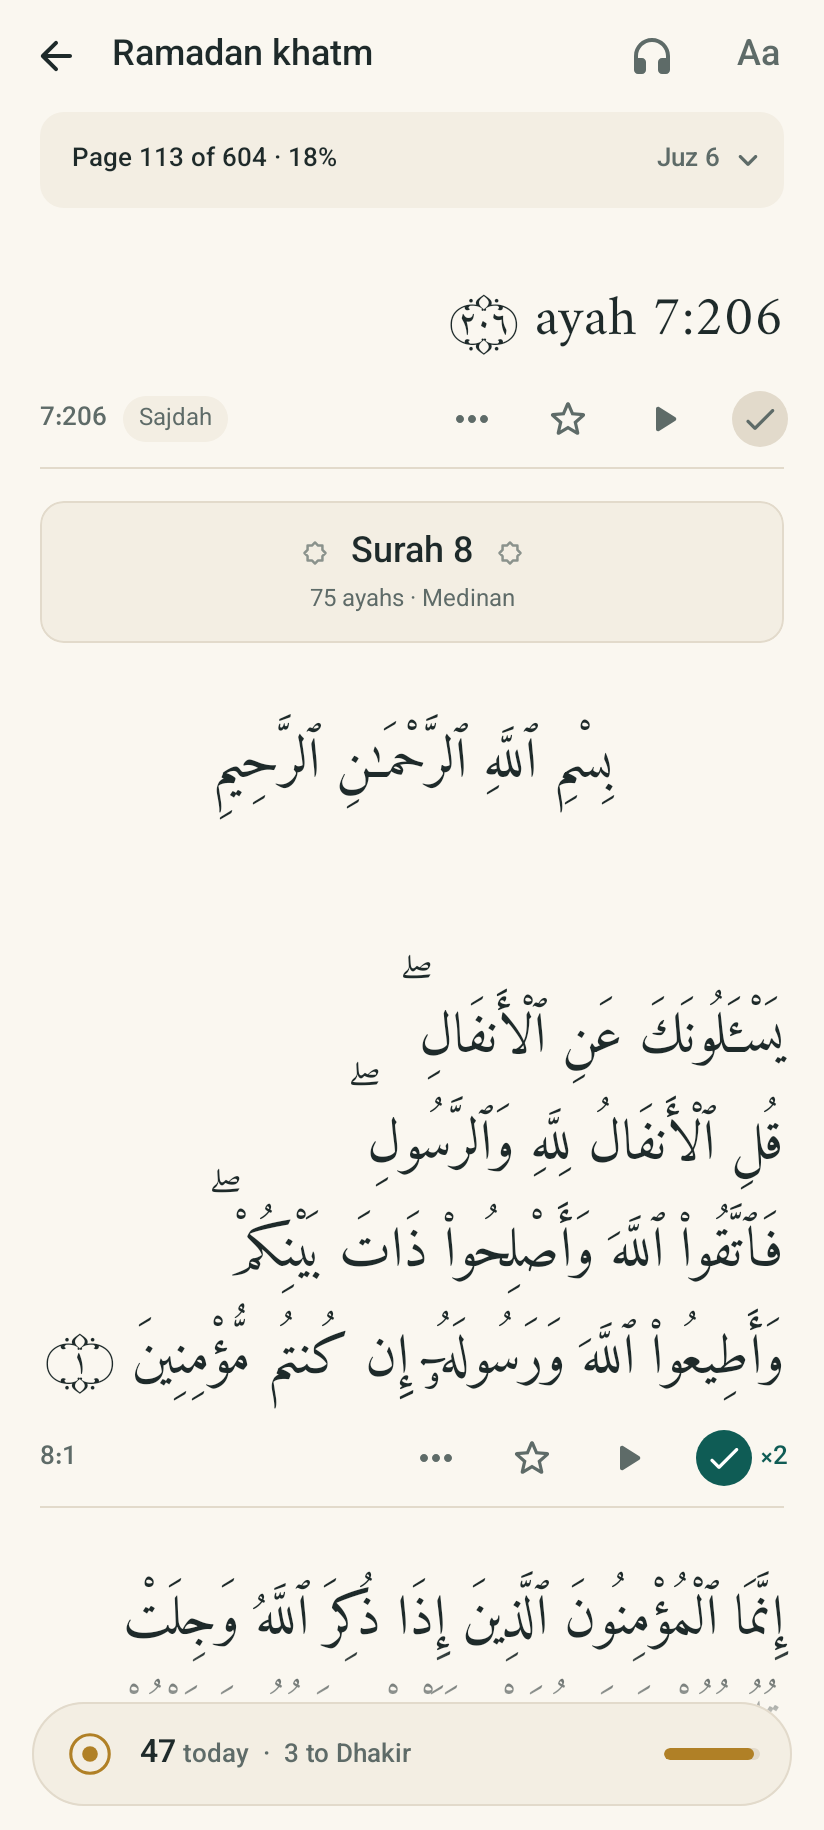 Ramadan khatm Aa
Page 113 of 604 · 18% Juz 6
ayah 7:206 ٢٠٦
7:206 Sajdah
Surah 8
75 ayahs · Medinan
بِسْمِ ٱللَّهِ ٱلرَّحْمَـٰنِ ٱلرَّحِيمِ
يَسْـَٔلُونَكَ عَنِ ٱلْأَنفَالِ ۖ
قُلِ ٱلْأَنفَالُ لِلَّهِ وَٱلرَّسُولِ ۖ
فَٱتَّقُوا۟ ٱللَّهَ وَأَصْلِحُوا۟ ذَاتَ بَيْنِكُمْ ۖ
وَأَطِيعُوا۟ ٱللَّهَ وَرَسُولَهُۥٓ إِن كُنتُم مُّؤْمِنِينَ ١
8:1 ×2
إِنَّمَا ٱلْمُؤْمِنُونَ ٱلَّذِينَ إِذَا ذُكِرَ ٱللَّهُ وَجِلَتْ
47 today · 3 to Dhakir